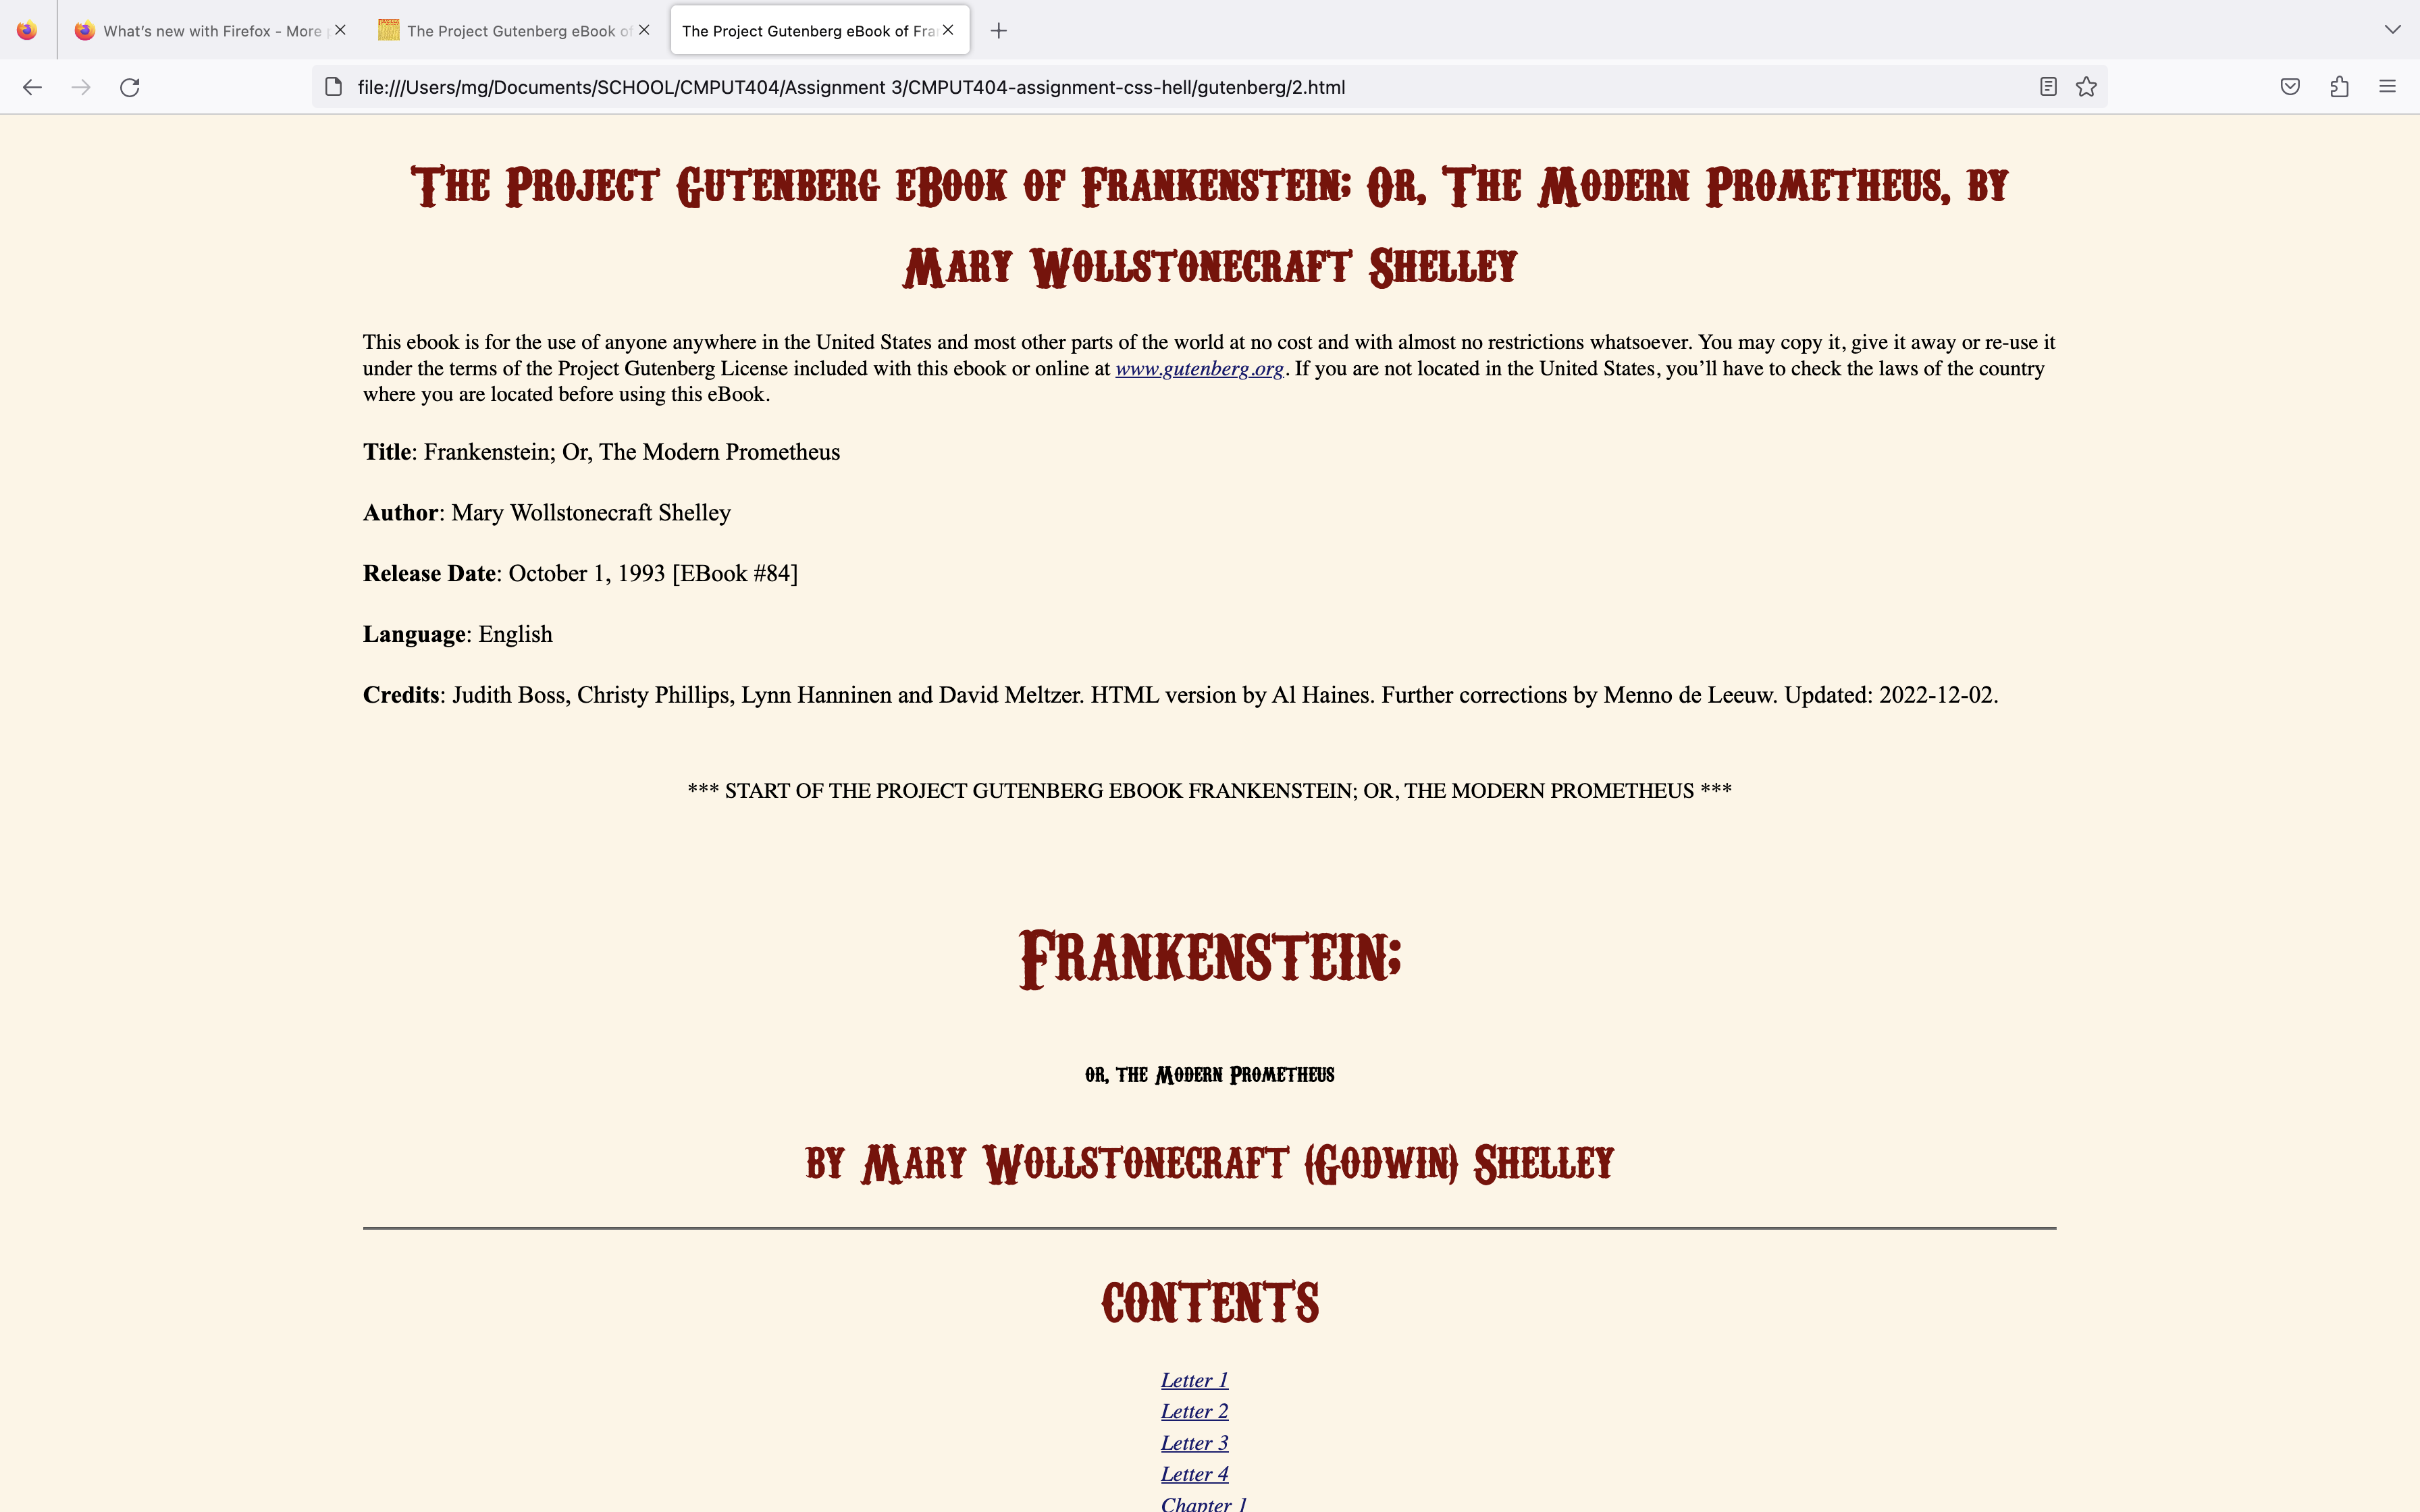 What's new with Firefox - More
The Project Gutenberg eBook of
The Project Gutenberg eBook of Fra
file:///Users/mg/Documents/SCHOOL/CMPUT404/Assignment 3/CMPUT404-assignment-css-hell/gutenberg/2.html
The Project Gutenberg eBook of Frankenstein; Or, The Modern Prometheus, by
Mary Wollstonecraft Shelley
This ebook is for the use of anyone anywhere in the United States and most other parts of the world at no cost and with almost no restrictions whatsoever. You may copy it, give it away or re-use it
under the terms of the Project Gutenberg License included with this ebook or online at www.gutenberg.org. If you are not located in the United States, you’ll have to check the laws of the country
where you are located before using this eBook.
Title: Frankenstein; Or, The Modern Prometheus
Author: Mary Wollstonecraft Shelley
Release Date: October 1, 1993 [EBook #84]
Language: English
Credits: Judith Boss, Christy Phillips, Lynn Hanninen and David Meltzer. HTML version by Al Haines. Further corrections by Menno de Leeuw. Updated: 2022-12-02.
*** START OF THE PROJECT GUTENBERG EBOOK FRANKENSTEIN; OR, THE MODERN PROMETHEUS ***
Frankenstein;
or, the Modern Prometheus
by Mary Wollstonecraft (Godwin) Shelley
CONTENTS
Letter 1
Letter 2
Letter 3
Letter 4
Chapter 1